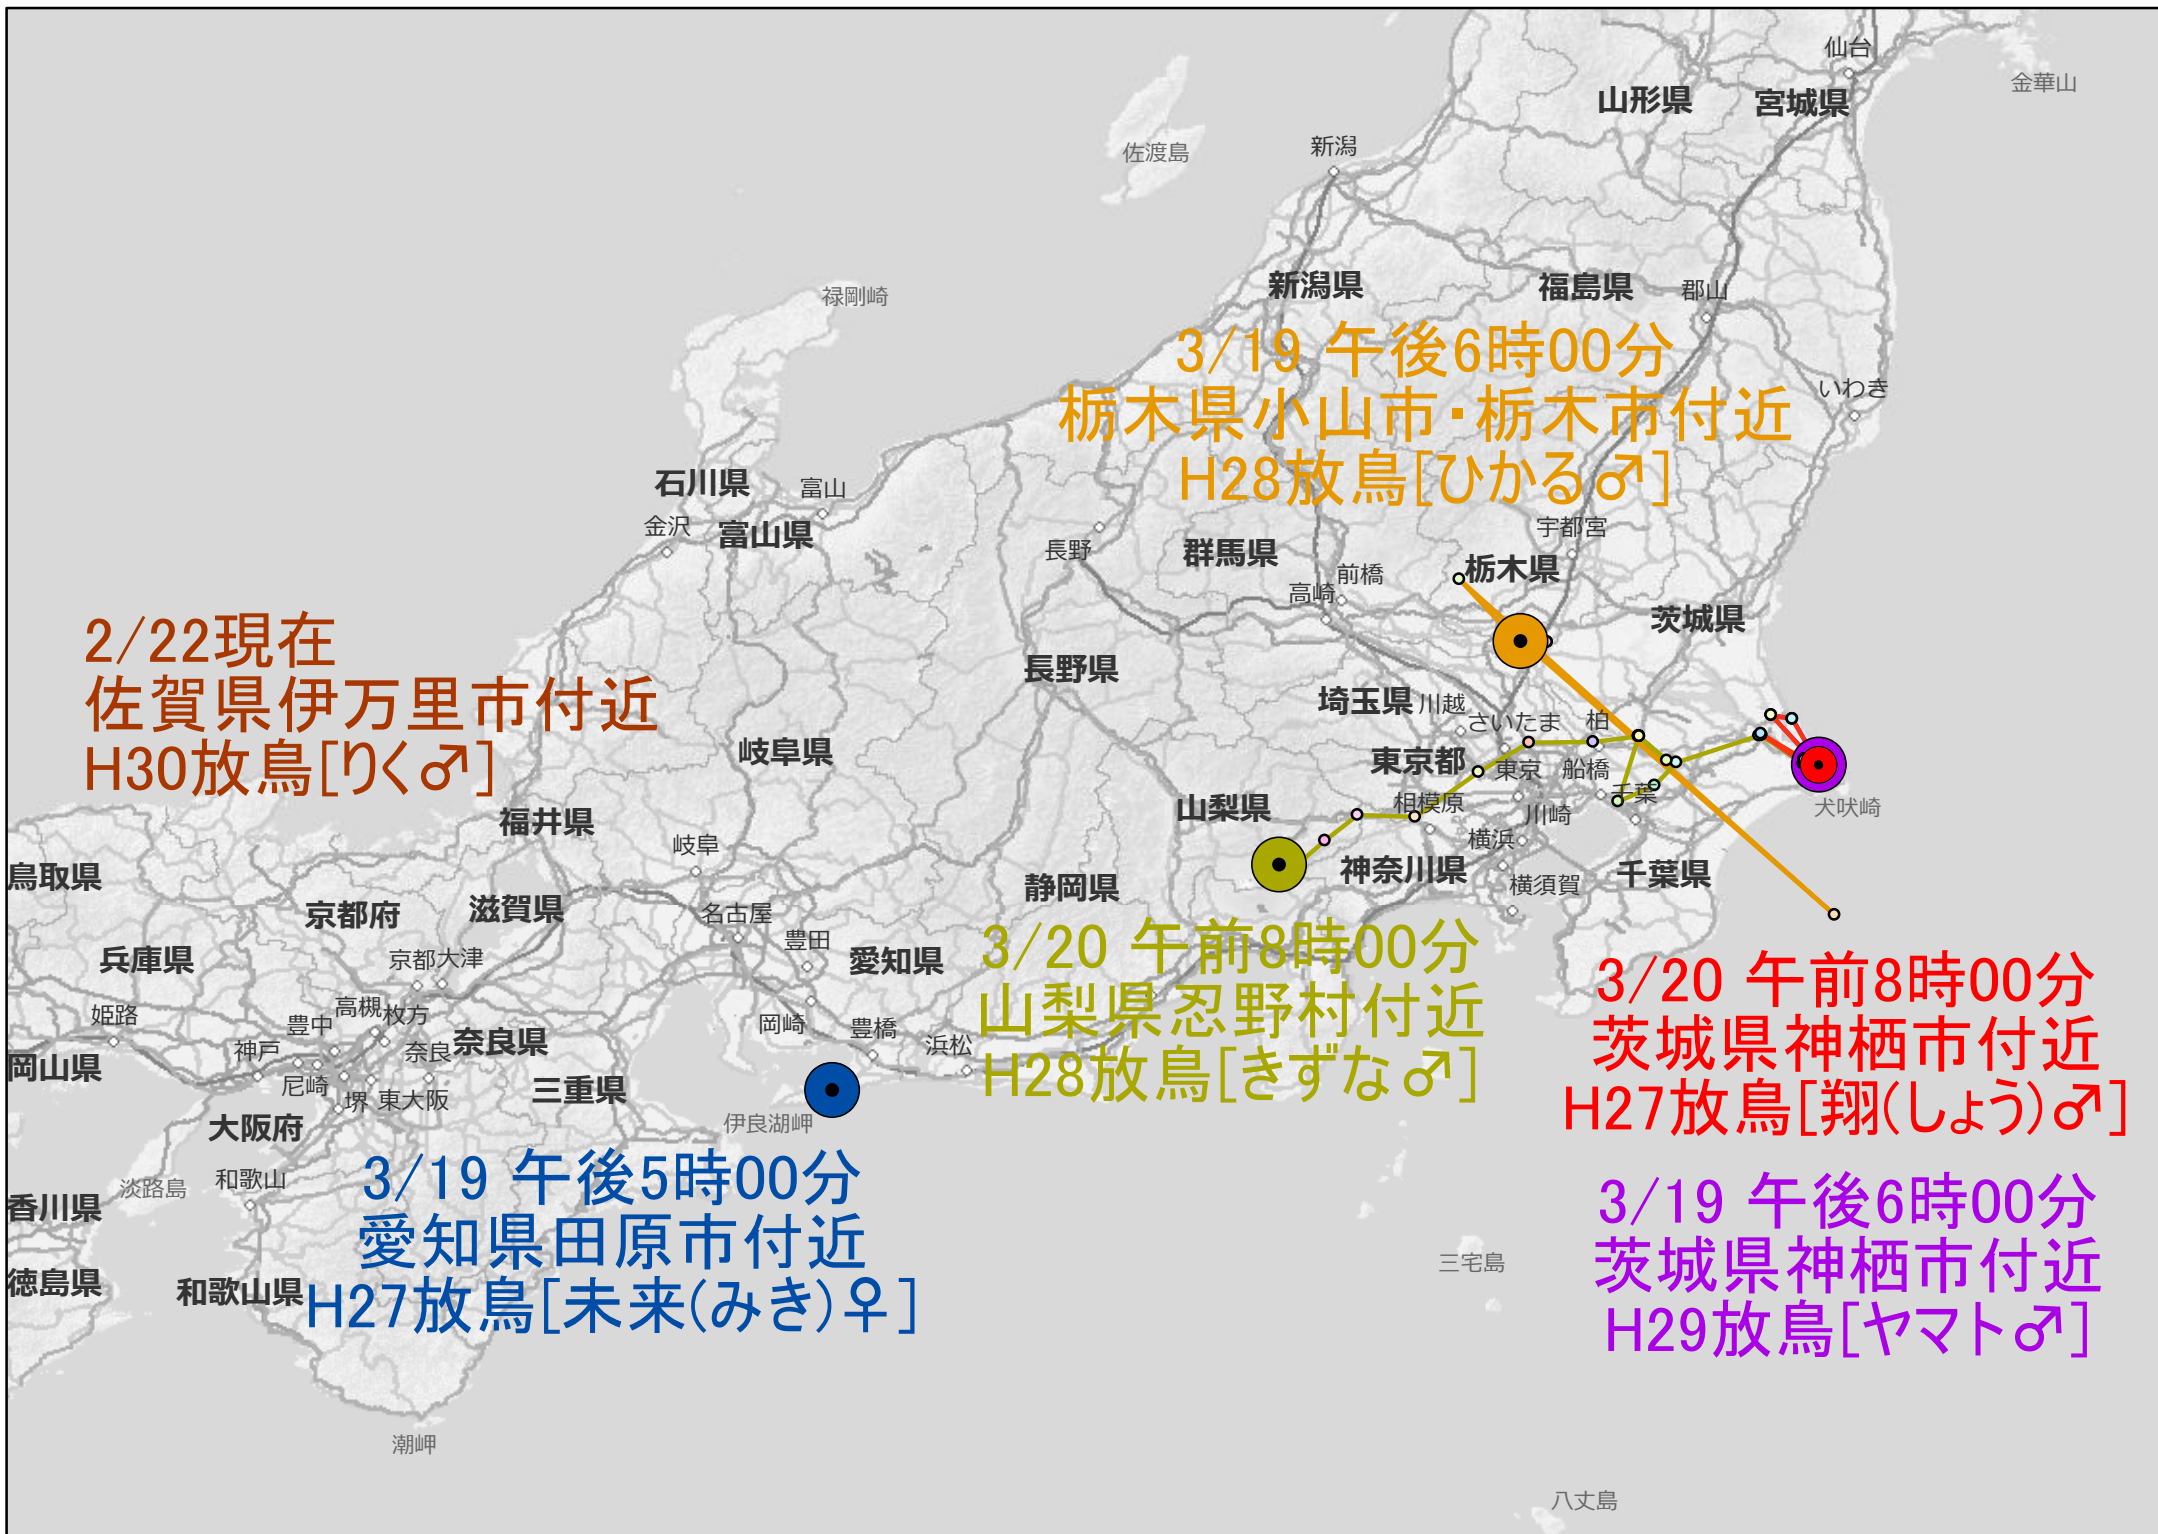 仙台
金華山
山形県
宮城県
新潟
佐渡島
新潟県
福島県
郡山
禄剛崎
3/19 午後6時00分
栃木県小山市・栃木市付近
H28放鳥[ひかる♂]
いわき
石川県
富山
金沢
富山県
長野
群馬県
宇都宮
前橋
高崎
栃木県
茨城県
2/22現在
佐賀県伊万里市付近
H30放鳥[りく♂]
長野県
埼玉県
川越
さいたま
柏
岐阜県
東京都
東京
船橋
千葉
山梨県
相模原
川崎
犬吠崎
福井県
岐阜
横浜
神奈川県
横須賀
千葉県
鳥取県
京都府
滋賀県
静岡県
名古屋
豊田
愛知県
兵庫県
京都
大津
3/20 午前8時00分
山梨県忍野村付近
H28放鳥[きずな♂]
3/20 午前8時00分
茨城県神栖市付近
H27放鳥[翔(しょう)♂]
姫路
豊中
高槻
枚方
岡崎
豊橋
浜松
神戸
奈良
奈良県
岡山県
尼崎
堺
東大阪
三重県
大阪府
伊良湖岬
3/19 午後5時00分
愛知県田原市付近
H27放鳥[未来(みき)♀]
3/19 午後6時00分
茨城県神栖市付近
H29放鳥[ヤマト♂]
和歌山
淡路島
香川県
徳島県
和歌山県
三宅島
潮岬
八丈島